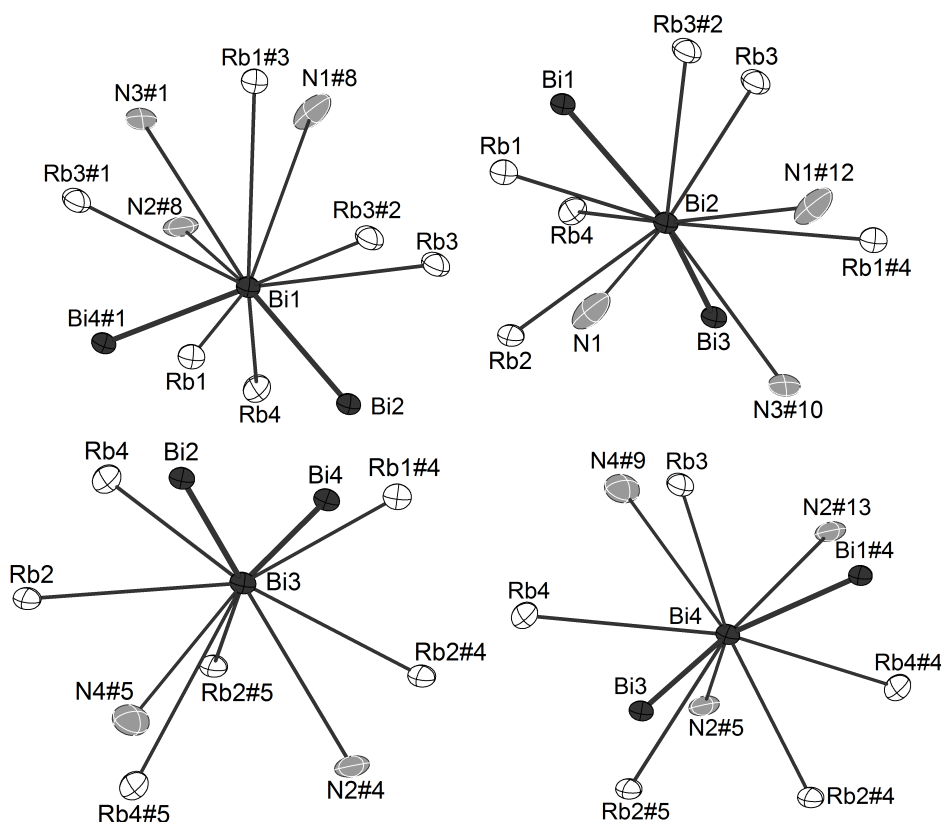 Rb1#3
N1#8
N3#1
Rb3#1
N2#8
Rb3#2
Rb3
Bi1
Bi4#1
Rb1
Rb4
Bi2
Rb3#2
Rb3
Bi1
Rb1
N1#12
Bi2
Rb4
Rb1#4
Rb2
N1
Bi3
N3#10
Rb4
Bi2
Bi4
Rb1#4
Rb2
Bi3
Rb2#4
N4#5
Rb2#5
Rb4#5
N2#4
N4#9
Rb3
N2#13
Bi1#4
Rb4
Bi4
Rb4#4
Bi3
N2#5
Rb2#5
Rb2#4